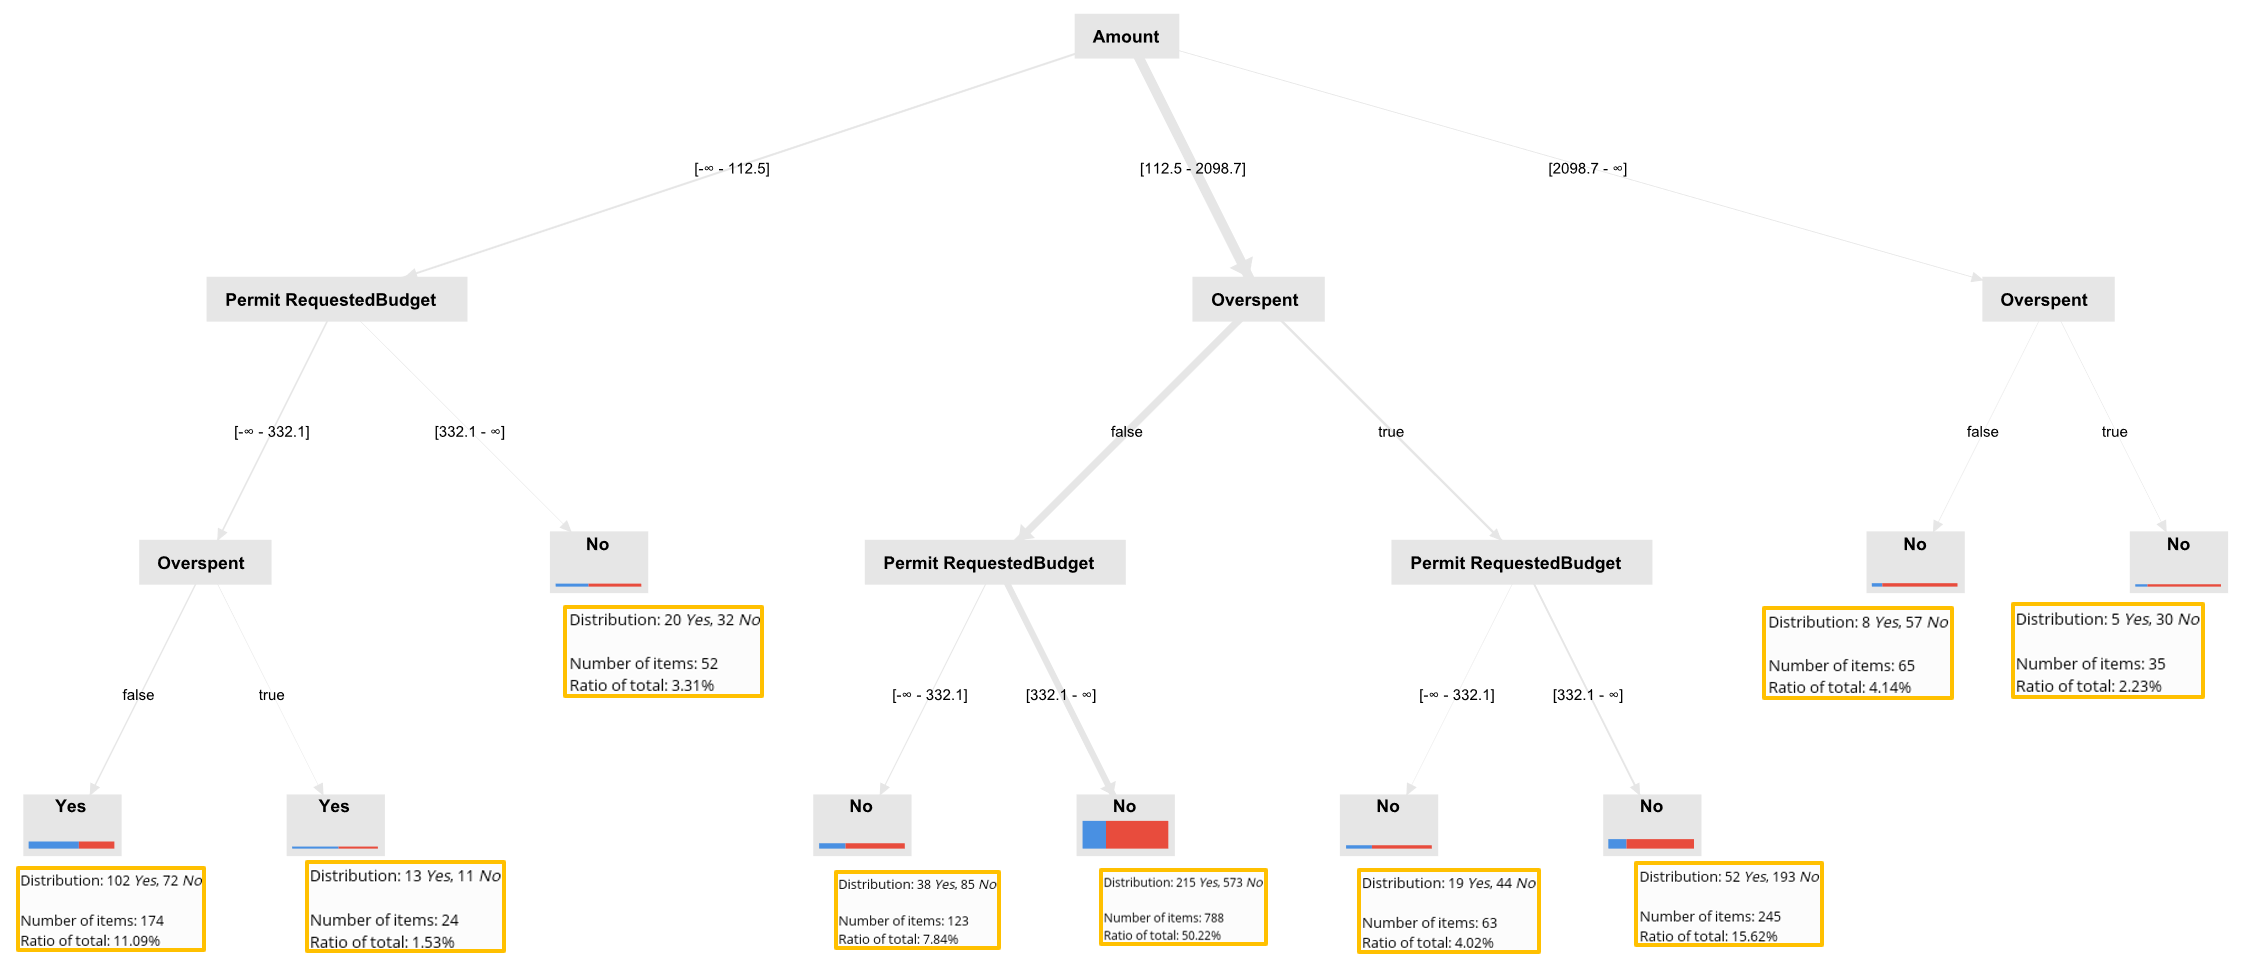 Amount
[-∞ - 112.5]
[112.5 - 2098.7]
[2098.7 - ∞]
Permit RequestedBudget
Overspent
Overspent
[-∞ - 332.1]
[332.1 - ∞]
false
true
false
true
Overspent
No
Permit RequestedBudget
Permit RequestedBudget
No
No
Distribution: 20 Yes, 32 No
Number of items: 52
Ratio of total: 3.31%
Distribution: 8 Yes, 57 No
Number of items: 65
Ratio of total: 4.14%
Distribution: 5 Yes, 30 No
Number of items: 35
Ratio of total: 2.23%
false
true
[-∞ - 332.1]
[332.1 - ∞]
[-∞ - 332.1]
[332.1 - ∞]
Yes
Yes
No
No
No
No
Distribution: 102 Yes, 72 No
Number of items: 174
Ratio of total: 11.09%
Distribution: 13 Yes, 11 No
Number of items: 24
Ratio of total: 1.53%
Distribution: 38 Yes, 85 No
Number of items: 123
Ratio of total: 7.84%
Distribution: 215 Yes, 573 No
Number of items: 788
Ratio of total: 50.22%
Distribution: 19 Yes, 44 No
Number of items: 63
Ratio of total: 4.02%
Distribution: 52 Yes, 193 No
Number of items: 245
Ratio of total: 15.62%